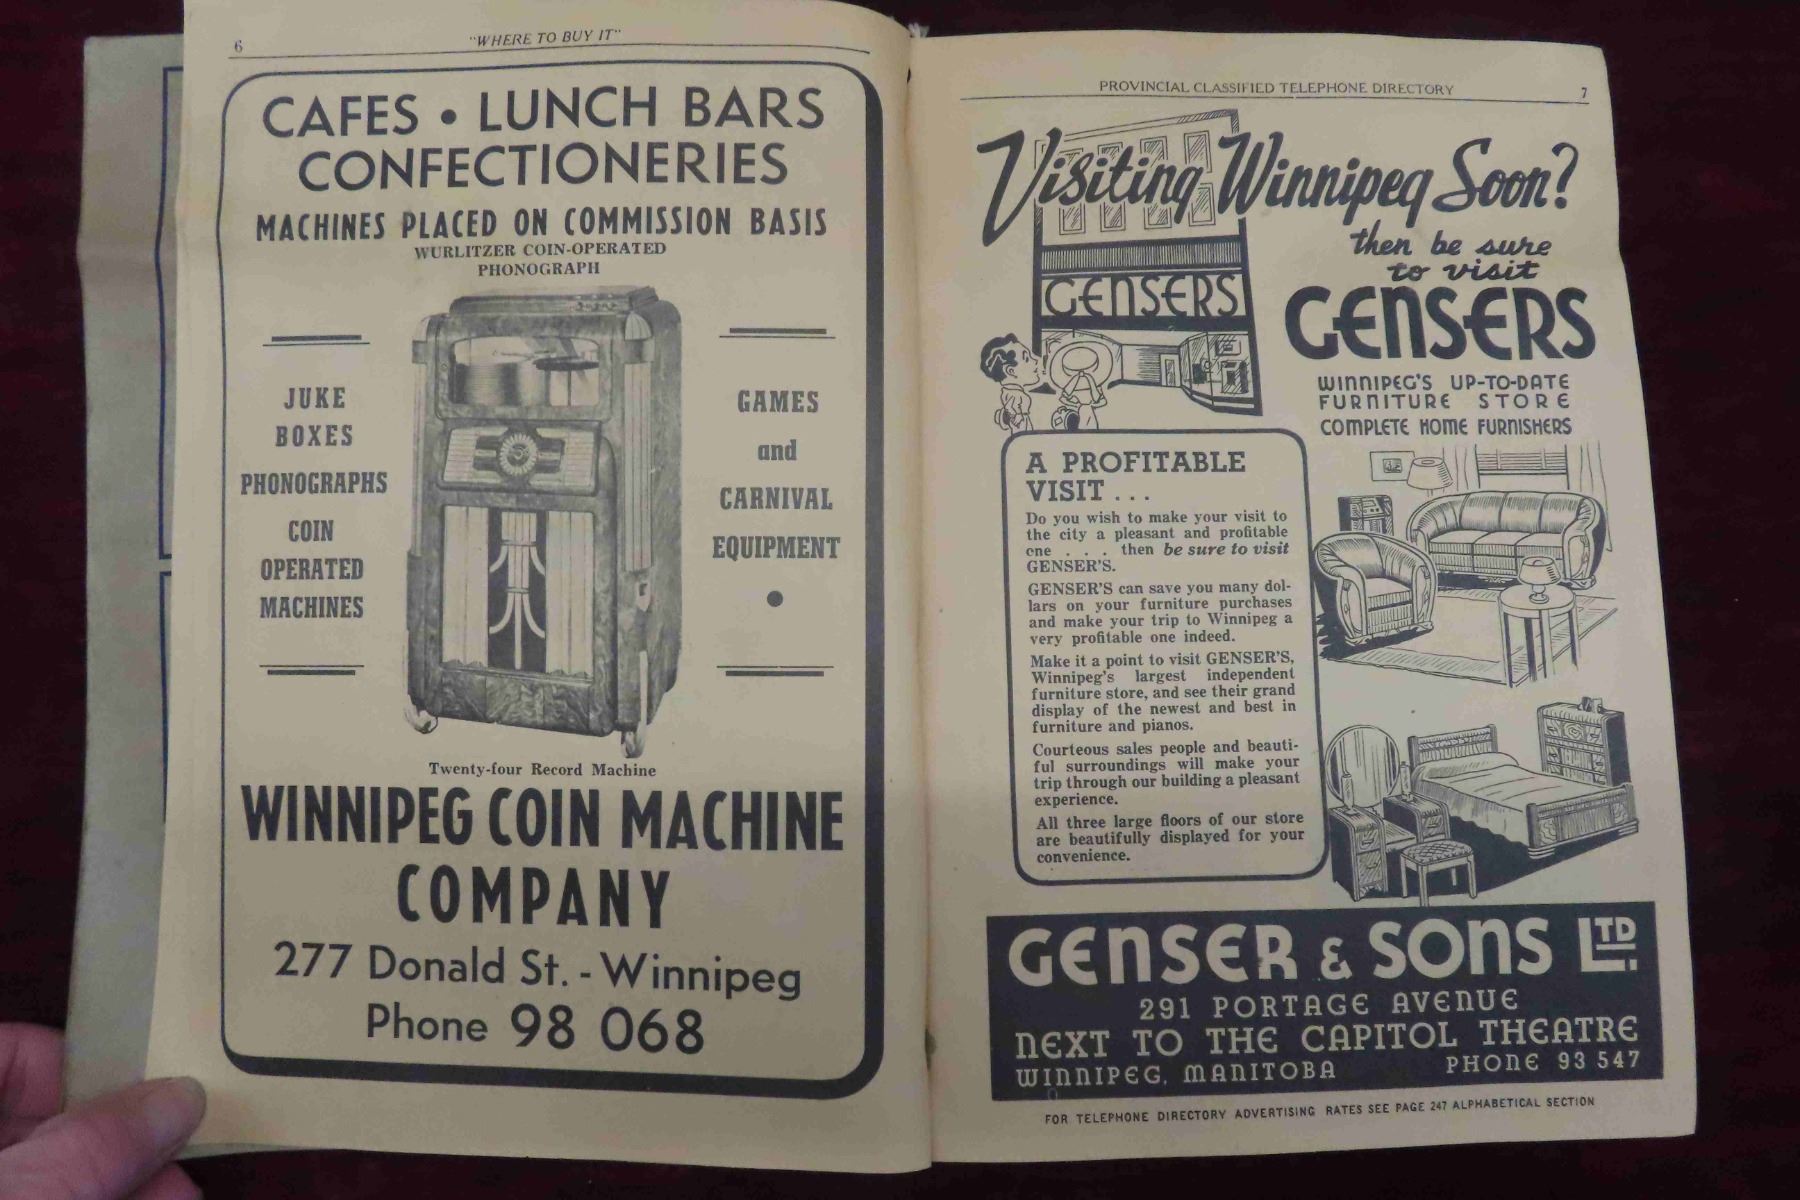 6
"WHERE TO BUY IT"
CAFES • LUNCH BARS
CONFECTIONERIES
MACHINES PLACED ON COMMISSION BASIS
WURLITZER COIN-OPERATED
PHONOGRAPH
JUKE
BOXES
PHONOGRAPHS
COIN
OPERATED
MACHINES
GAMES
and
CARNIVAL
EQUIPMENT
Twenty-four Record Machine
WINNIPEG COIN MACHINE
COMPANY
277 Donald St. - Winnipeg
Phone 98 068
PROVINCIAL CLASSIFIED TELEPHONE DIRECTORY
7
Visiting Winnipeg Soon?
then be sure
to visit
GENSERS
GENSERS
WINNIPEG'S UP-TO-DATE
FURNITURE STORE
COMPLETE HOME FURNISHERS
A PROFITABLE
VISIT . . .
Do you wish to make your visit to
the city a pleasant and profitable
one . . . then be sure to visit
GENSER'S.
GENSER'S can save you many dol-
lars on your furniture purchases
and make your trip to Winnipeg a
very profitable one indeed.
Make it a point to visit GENSER'S,
Winnipeg's largest independent
furniture store, and see their grand
display of the newest and best in
furniture and pianos.
Courteous sales people and beauti-
ful surroundings will make your
trip through our building a pleasant
experience.
All three large floors of our store
are beautifully displayed for your
convenience.
GENSER & SONS LTD.
291 PORTAGE AVENUE
NEXT TO THE CAPITOL THEATRE
WINNIPEG, MANITOBA PHONE 93 547
FOR TELEPHONE DIRECTORY ADVERTISING RATES SEE PAGE 247 ALPHABETICAL SECTION